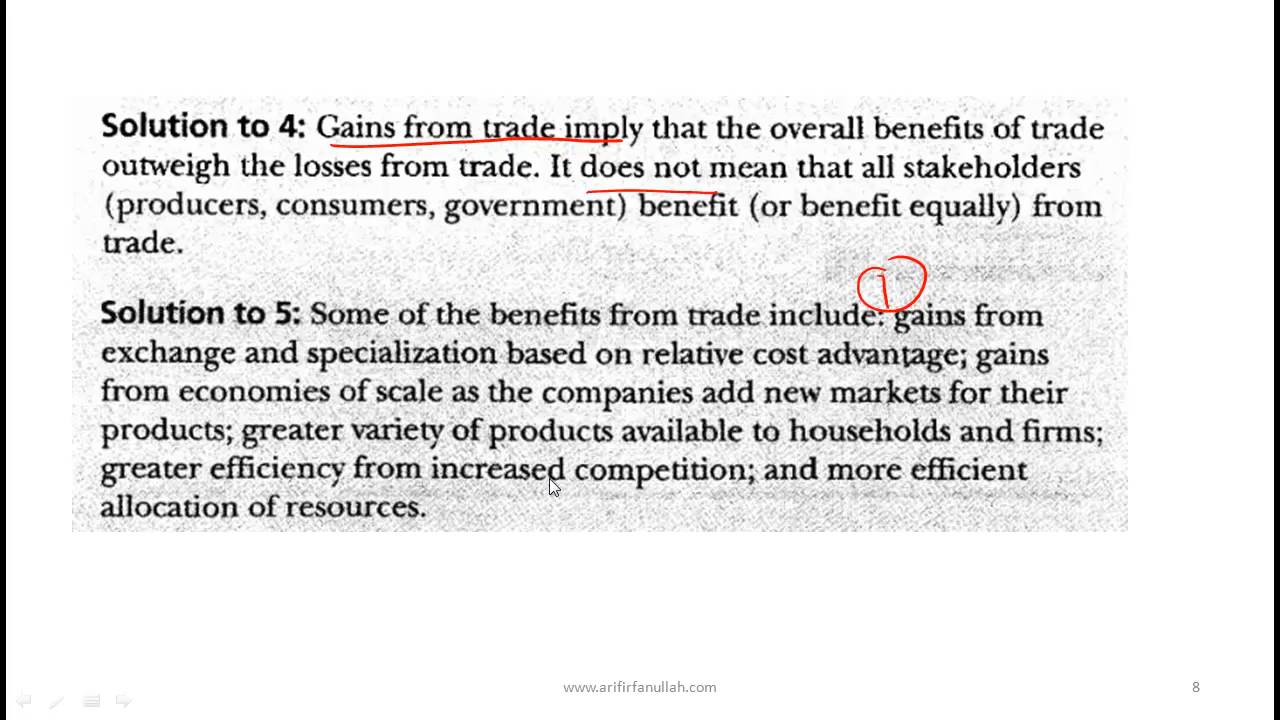 Solution to 4: Gains from trade imply that the overall benefits of trade
outweigh the losses from trade. It does not mean that all stakeholders
(producers, consumers, government) benefit (or benefit equally) from
trade.
1
Solution to 5: Some of the benefits from trade include: gains from
exchange and specialization based on relative cost advantage; gains
from economies of scale as the companies add new markets for their
products; greater variety of products available to households and firms;
greater efficiency from increased competition; and more efficient
allocation of resources.
www.arifirfanullah.com
8